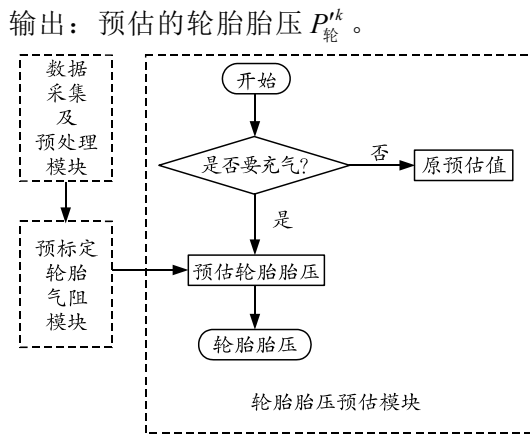 输出：预估的轮胎胎压 P′ᵏ轮 。
数据
采集
及
预处理
模块
预标定
轮胎
气阻
模块
开始
是否要充气?
否
原预估值
是
预估轮胎胎压
轮胎胎压
轮胎胎压预估模块